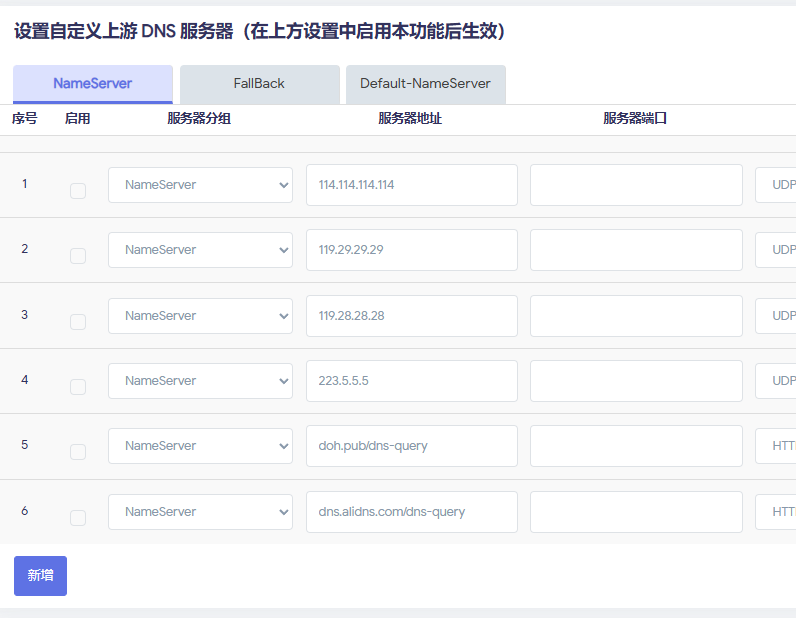 设置自定义上游 DNS 服务器（在上方设置中启用本功能后生效）
NameServer FallBack Default-NameServer
序号 启用 服务器分组 服务器地址 服务器端口
1 NameServer 114.114.114.114 UDP
2 NameServer 119.29.29.29 UDP
3 NameServer 119.28.28.28 UDP
4 NameServer 223.5.5.5 UDP
5 NameServer doh.pub/dns-query
6 NameServer dns.alidns.com/dns-query
新增